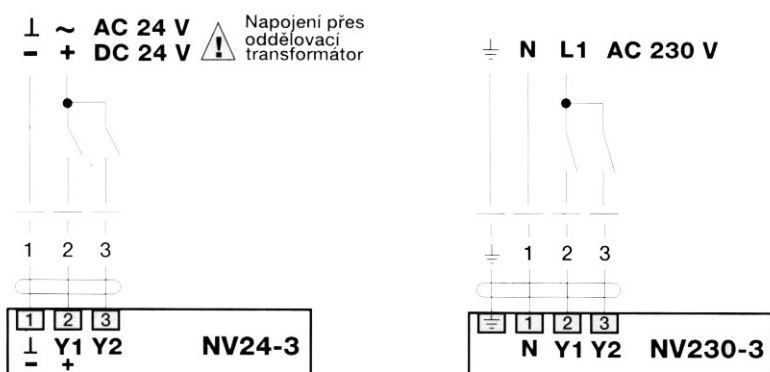 ⊥ ~ AC 24 V
− + DC 24 V
Napojení přes
oddělovací
transformátor
N L1 AC 230 V
1 2 3
1 2 3
1 2 3
1 2 3
⊥ Y1 Y2 NV24-3
− +
N Y1 Y2 NV230-3